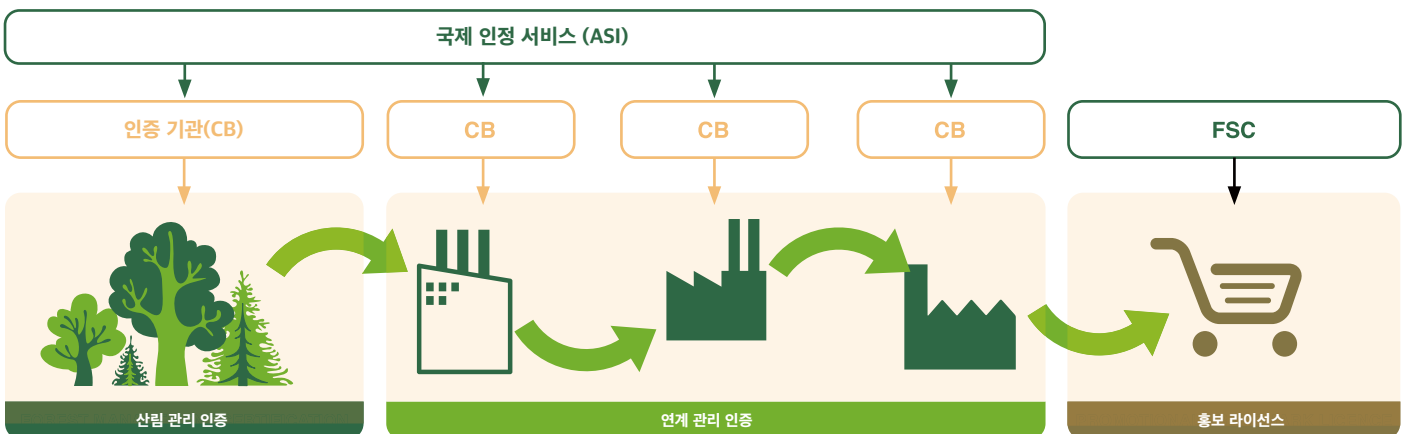 국제 인정 서비스 (ASI)
인증 기관(CB)
CB
CB
CB
FSC
산림 관리 인증
연계 관리 인증
홍보 라이선스